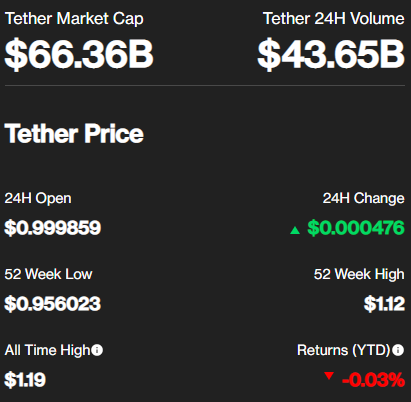 Tether Market Cap Tether 24H Volume
$66.36B $43.65B
Tether Price
24H Open 24H Change
$0.999859 $0.000476
52 Week Low 52 Week High
$0.956023 $1.12
All Time High Returns (YTD)
$1.19 -0.03%